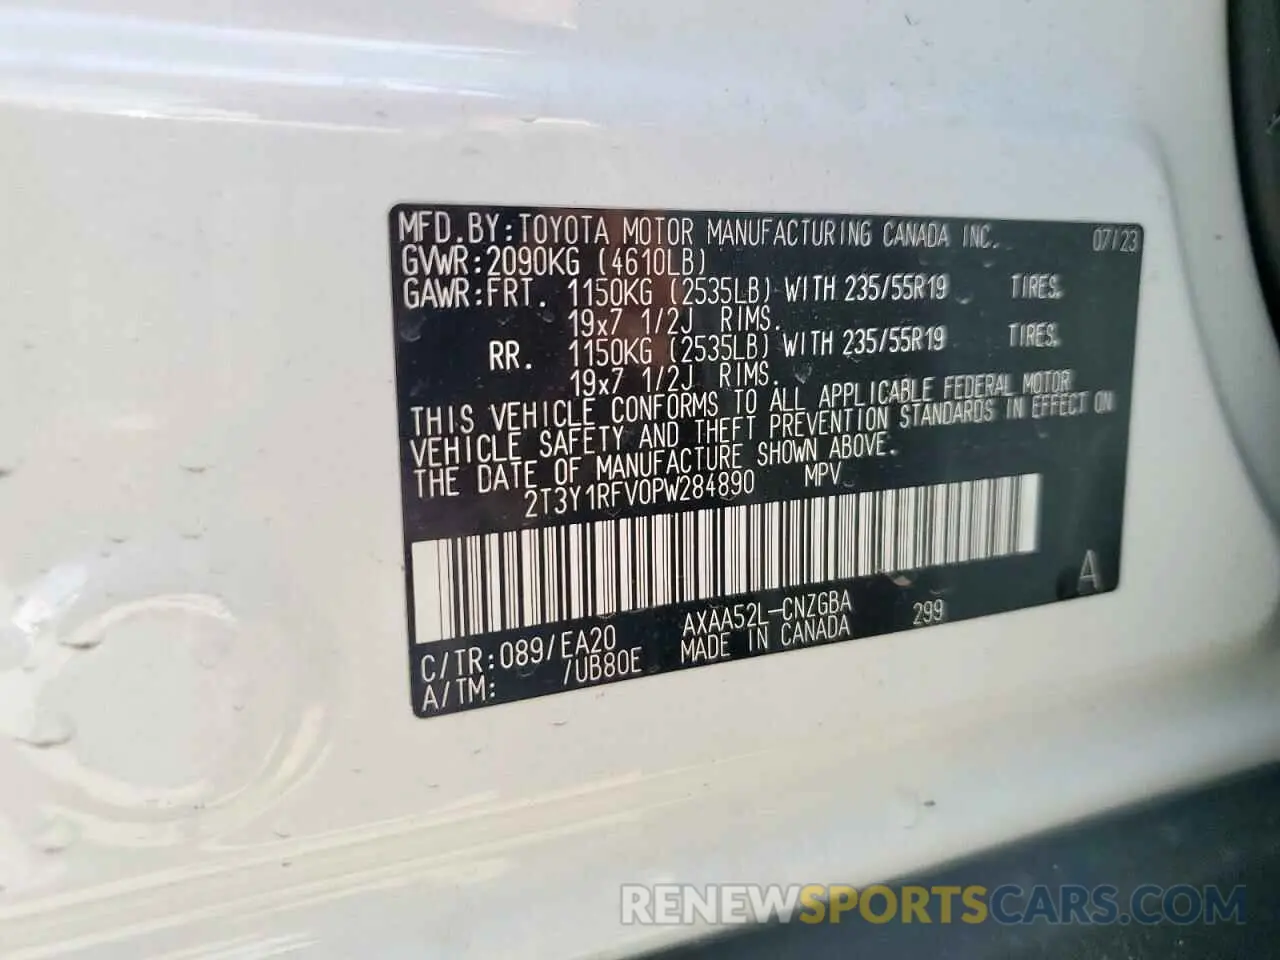 MFD.BY:TOYOTA MOTOR MANUFACTURING CANADA INC. 07/23
GVWR:2090KG (4610LB)
GAWR:FRT. 1150KG (2535LB) WITH 235/55R19 TIRES,
19x7 1/2J RIMS.
RR. 1150KG (2535LB) WITH 235/55R19 TIRES,
19x7 1/2J RIMS.
THIS VEHICLE CONFORMS TO ALL APPLICABLE FEDERAL MOTOR
VEHICLE SAFETY AND THEFT PREVENTION STANDARDS IN EFFECT ON
THE DATE OF MANUFACTURE SHOWN ABOVE.
2T3Y1RFV0PW284890 MPV
A
C/TR:089/EA20 AXAA52L-CNZGBA 299
A/TM: /UB80E MADE IN CANADA
RENEWSPORTSCARS.COM